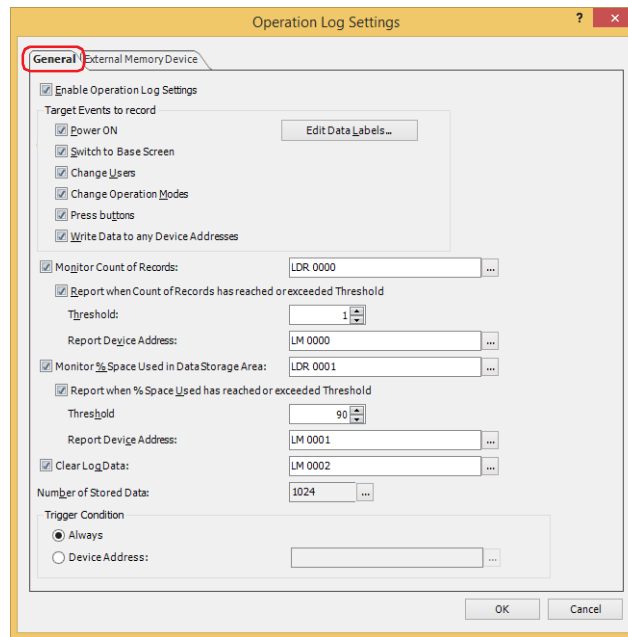 Operation Log Settings
? ×
General External Memory Device
Enable Operation Log Settings
Target Events to record
Power ON Edit Data Labels...
Switch to Base Screen
Change Users
Change Operation Modes
Press buttons
Write Data to any Device Addresses
Monitor Count of Records: LDR 0000 ...
Report when Count of Records has reached or exceeded Threshold
Threshold: 1
Report Device Address: LM 0000 ...
Monitor % Space Used in Data Storage Area: LDR 0001 ...
Report when % Space Used has reached or exceeded Threshold
Threshold 90
Report Device Address: LM 0001 ...
Clear Log Data: LM 0002 ...
Number of Stored Data: 1024 ...
Trigger Condition
Always
Device Address: ...
OK Cancel